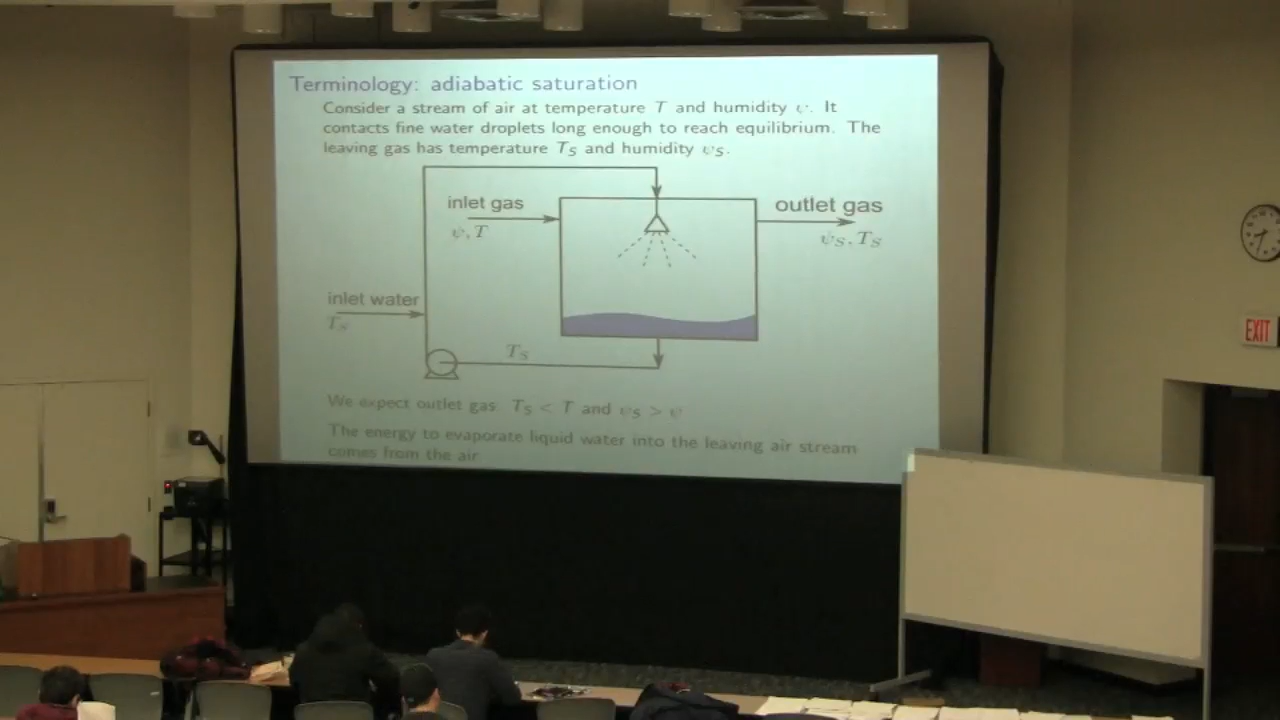 Terminology: adiabatic saturation
Consider a stream of air at temperature T and humidity ψ. It
contacts fine water droplets long enough to reach equilibrium. The
leaving gas has temperature T_S and humidity ψ_S.
inlet gas
ψ, T
outlet gas
ψ_S, T_S
inlet water
T_S
T_S
We expect outlet gas: T_S < T and ψ_S > ψ
The energy to evaporate liquid water into the leaving air stream
comes from the air.
EXIT